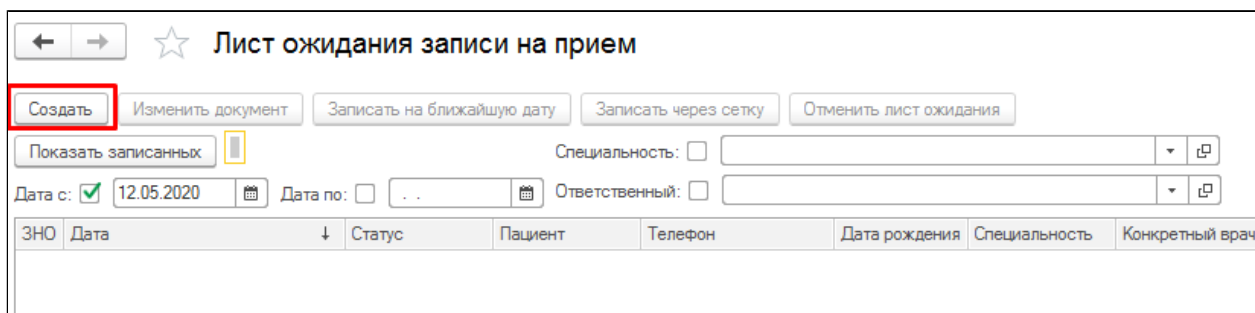 Лист ожидания записи на прием
Создать Изменить документ Записать на ближайшую дату Записать через сетку Отменить лист ожидания
Показать записанных Специальность:
Дата с: 12.05.2020 Дата по: . . Ответственный:
ЗНО Дата ↓ Статус Пациент Телефон Дата рождения Специальность Конкретный врач